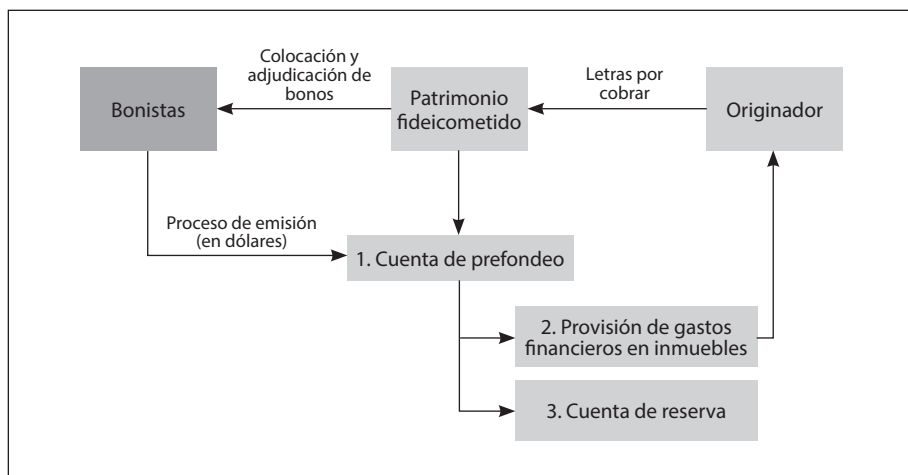 Colocación y
adjudicación de
bonos
Letras por
cobrar
Bonistas
Patrimonio
fideicometido
Originador
Proceso de emisión
(en dólares)
1. Cuenta de prefondeo
2. Provisión de gastos
financieros en inmuebles
3. Cuenta de reserva